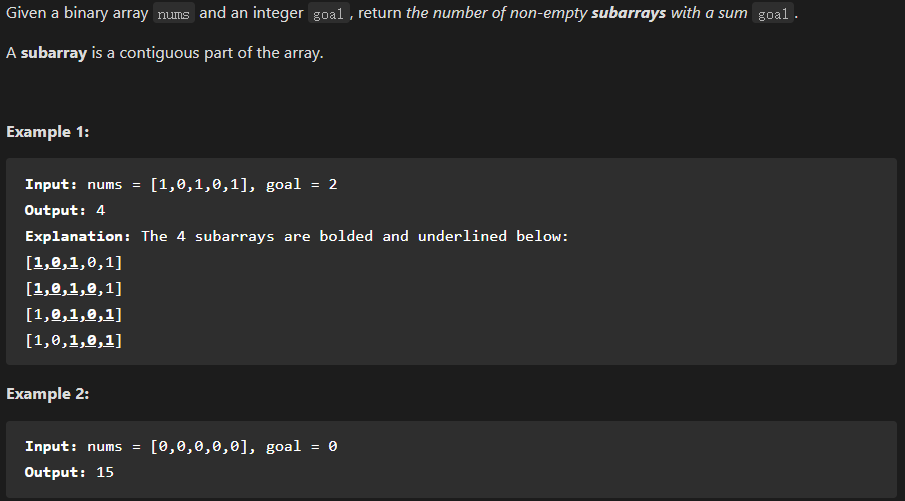 Given a binary array nums and an integer goal, return the number of non-empty subarrays with a sum goal.
A subarray is a contiguous part of the array.
Example 1:
Input: nums = [1,0,1,0,1], goal = 2
Output: 4
Explanation: The 4 subarrays are bolded and underlined below:
[1,0,1,0,1]
[1,0,1,0,1]
[1,0,1,0,1]
[1,0,1,0,1]
Example 2:
Input: nums = [0,0,0,0,0], goal = 0
Output: 15